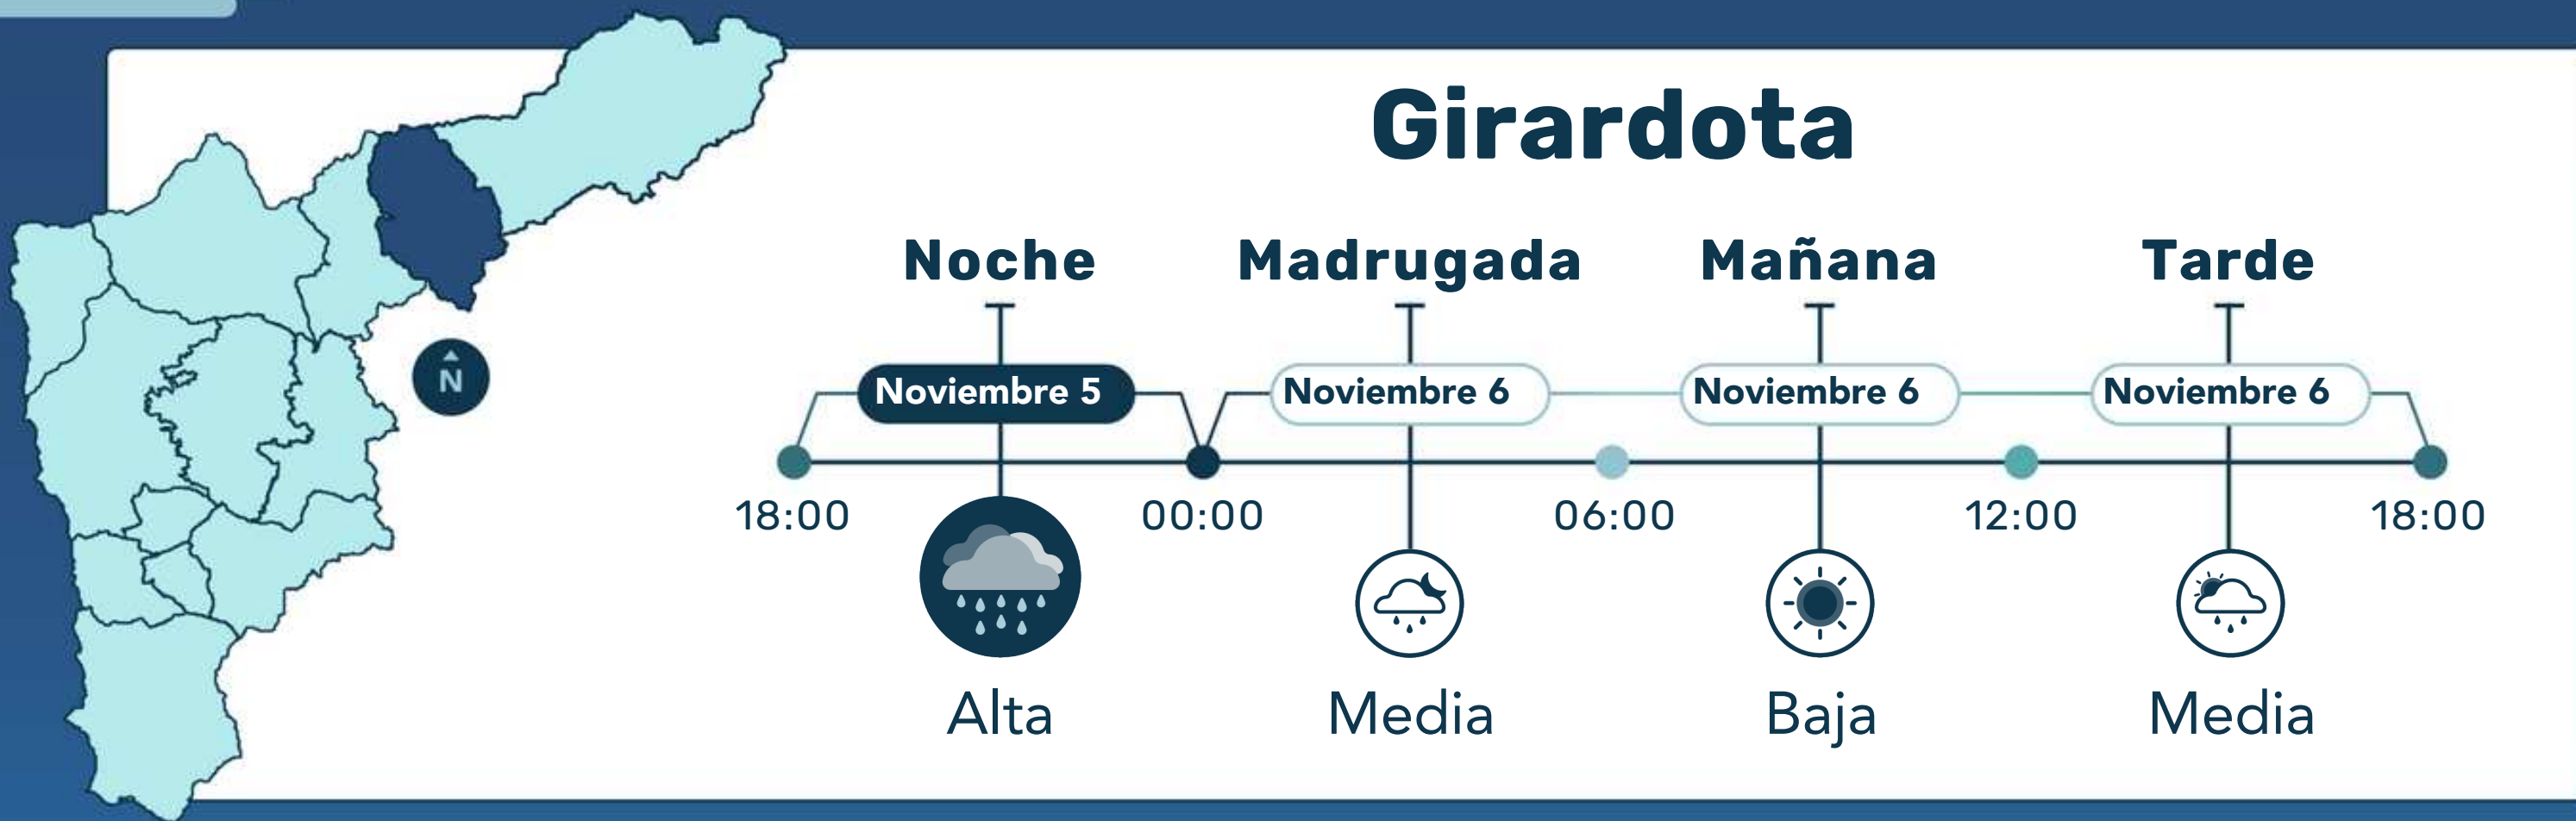 Girardota
Noche Madrugada Mañana Tarde
N
Noviembre 5 Noviembre 6 Noviembre 6 Noviembre 6
18:00 00:00 06:00 12:00 18:00
Alta Media Baja Media